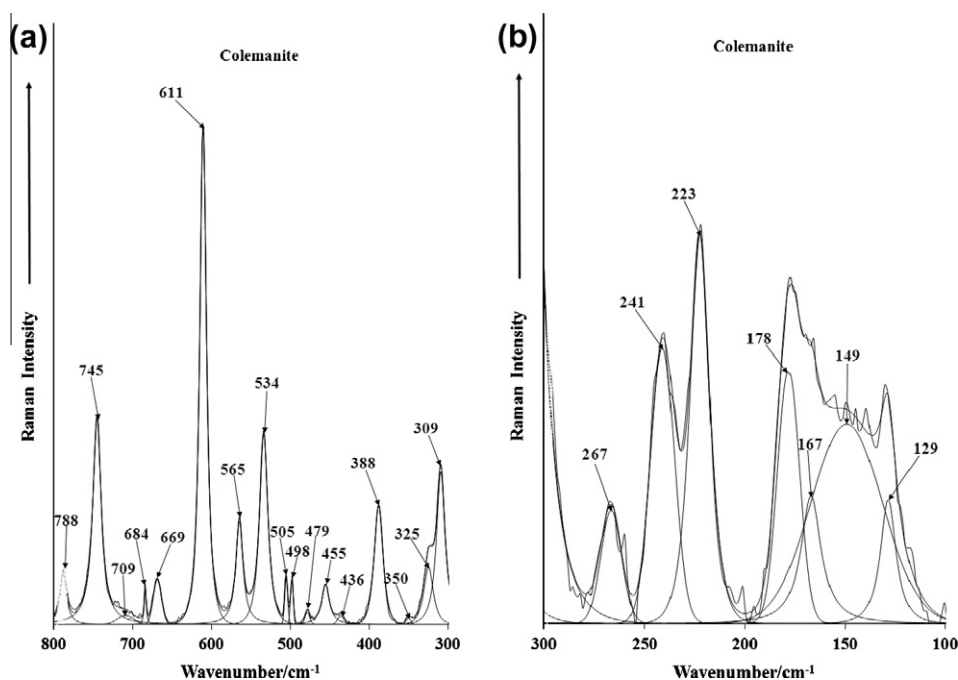 (a)
Colemanite
Raman Intensity
611
745
534
565
309
388
788
684
669
709
505
498
479
455
436
325
350
800 700 600 500 400 300
Wavenumber/cm-1
(b)
Colemanite
Raman Intensity
223
241
178
149
167
267
129
300 250 200 150 100
Wavenumber/cm-1